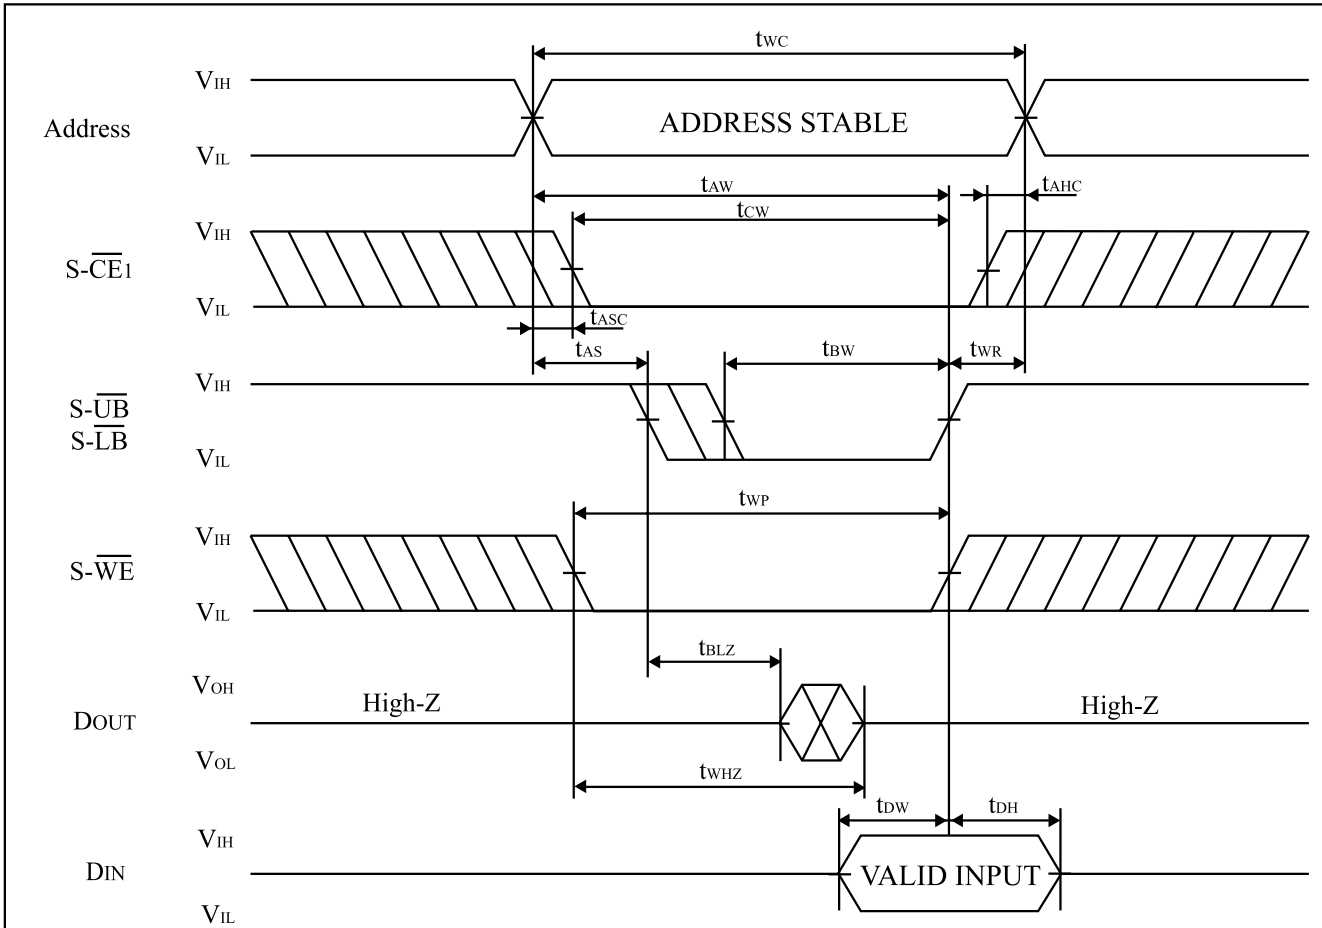 tWC
VIH
Address
ADDRESS STABLE
VIL
tAW
tAHC
tCW
VIH
S-CE1
VIL
tASC
tAS
tBW
tWR
VIH
S-UB
S-LB
VIL
tWP
VIH
S-WE
VIL
tBLZ
VOH
High-Z
High-Z
DOUT
VOL
tWHZ
tDW
tDH
VIH
DIN
VALID INPUT
VIL